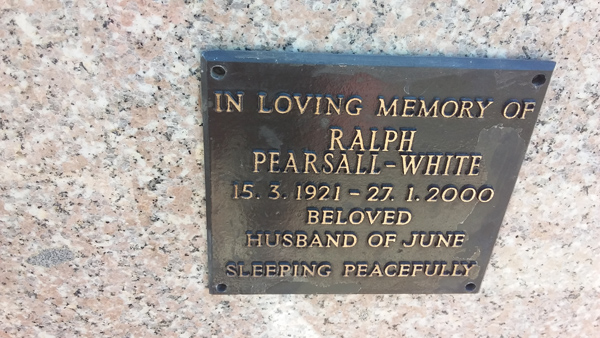 IN LOVING MEMORY OF
RALPH
PEARSALL-WHITE
15. 3. 1921 - 27. 1. 2000
BELOVED
HUSBAND OF JUNE
SLEEPING PEACEFULLY